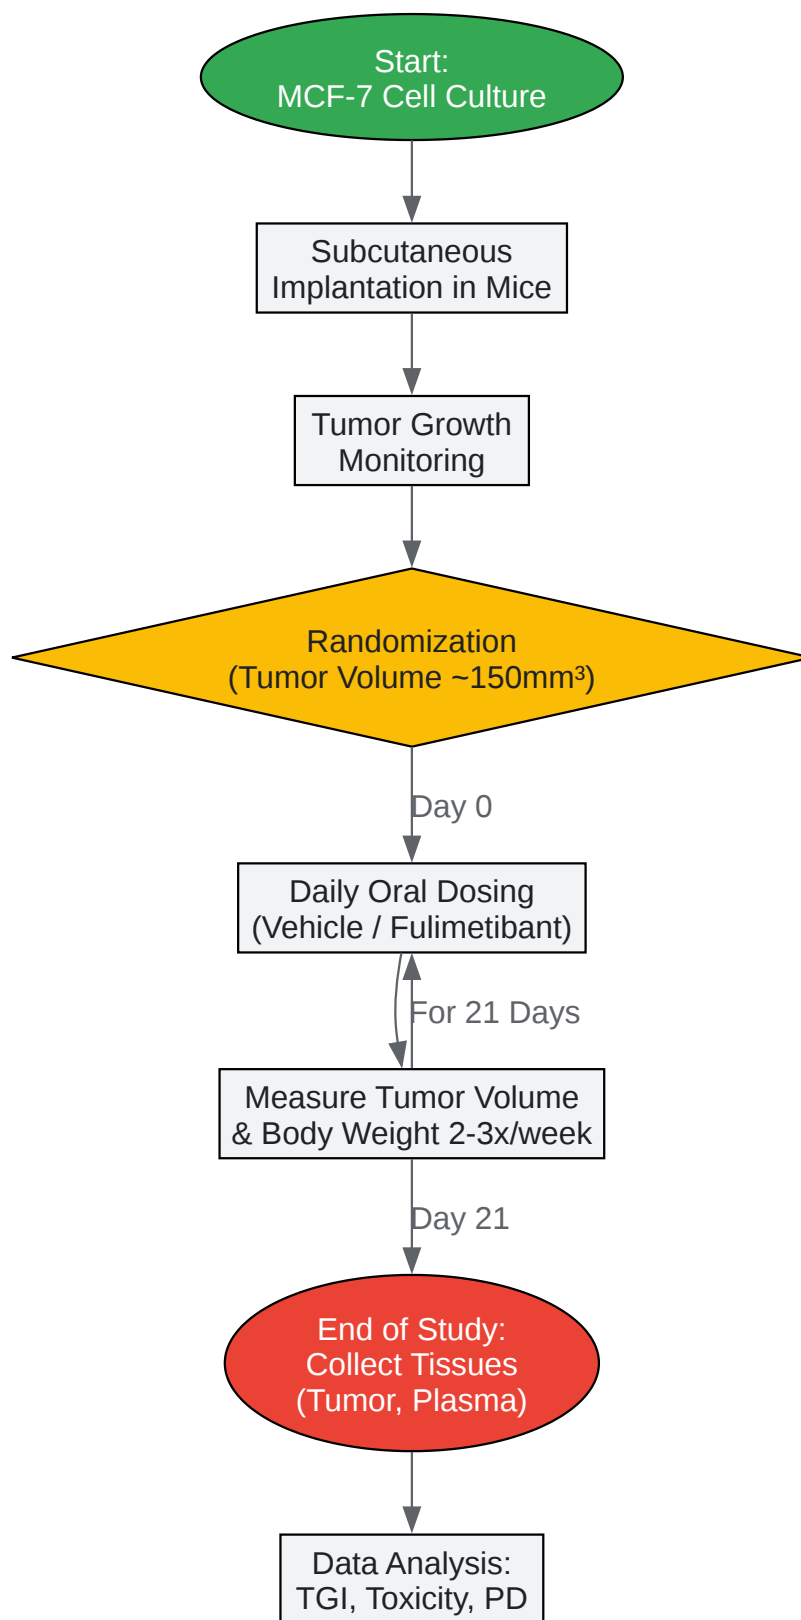 Start:
MCF-7 Cell Culture
Subcutaneous
Implantation in Mice
Tumor Growth
Monitoring
Randomization
(Tumor Volume ~150mm³)
Day 0
Daily Oral Dosing
(Vehicle / Fulimetibant)
For 21 Days
Measure Tumor Volume
& Body Weight 2-3x/week
Day 21
End of Study:
Collect Tissues
(Tumor, Plasma)
Data Analysis:
TGI, Toxicity, PD